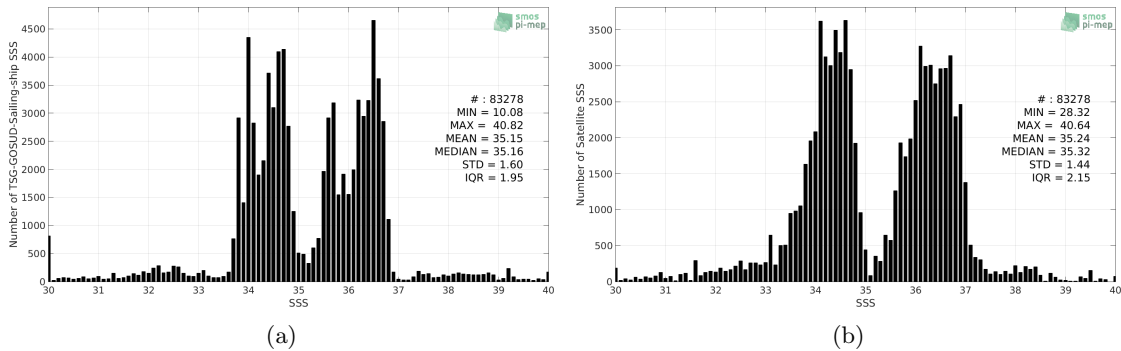 Number of TSG-GOSUD-Sailing-ship SSS
4500
4000
3500
3000
2500
2000
1500
1000
500
0
30 31 32 33 34 35 36 37 38 39 40
SSS
smos
pi-mep
# : 83278
MIN = 10.08
MAX = 40.82
MEAN = 35.15
MEDIAN = 35.16
STD = 1.60
IQR = 1.95
(a)
Number of Satellite SSS
3500
3000
2500
2000
1500
1000
500
0
30 31 32 33 34 35 36 37 38 39 40
SSS
smos
pi-mep
# : 83278
MIN = 28.32
MAX = 40.64
MEAN = 35.24
MEDIAN = 35.32
STD = 1.44
IQR = 2.15
(b)